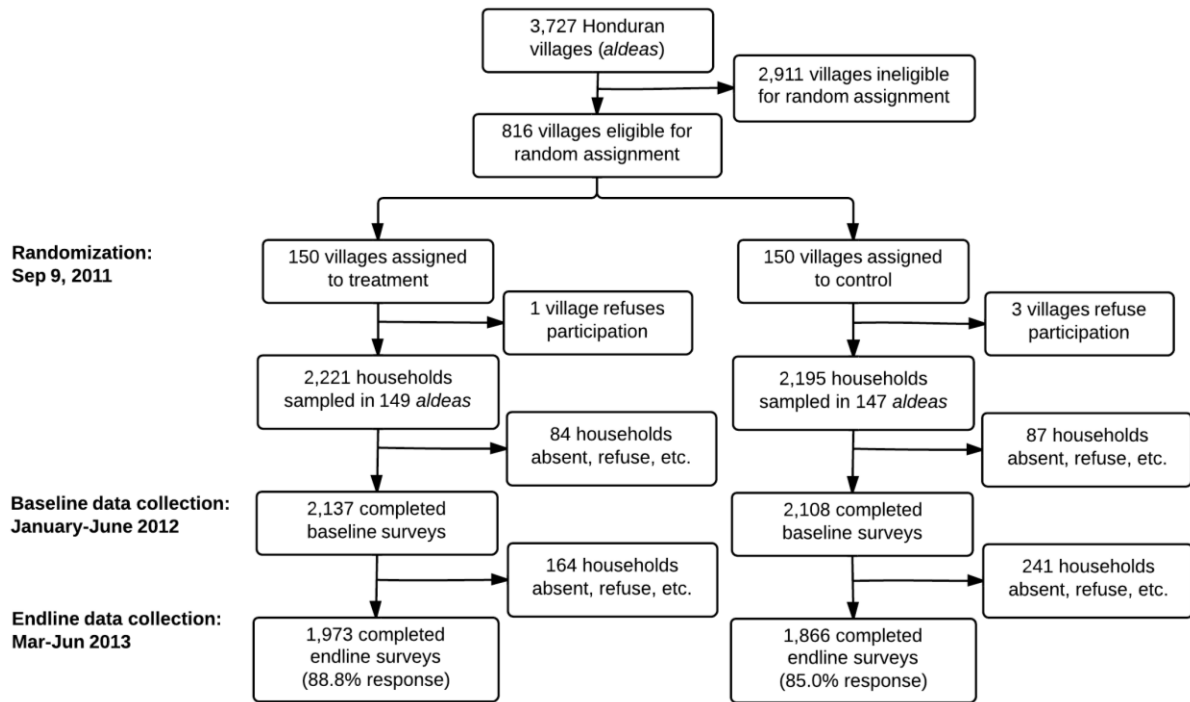 3,727 Honduran
villages (aldeas)
2,911 villages ineligible
for random assignment
816 villages eligible for
random assignment
Randomization:
Sep 9, 2011
150 villages assigned
to treatment
150 villages assigned
to control
1 village refuses
participation
3 villages refuse
participation
2,221 households
sampled in 149 aldeas
2,195 households
sampled in 147 aldeas
84 households
absent, refuse, etc.
87 households
absent, refuse, etc.
Baseline data collection:
January-June 2012
2,137 completed
baseline surveys
2,108 completed
baseline surveys
164 households
absent, refuse, etc.
241 households
absent, refuse, etc.
Endline data collection:
Mar-Jun 2013
1,973 completed
endline surveys
(88.8% response)
1,866 completed
endline surveys
(85.0% response)